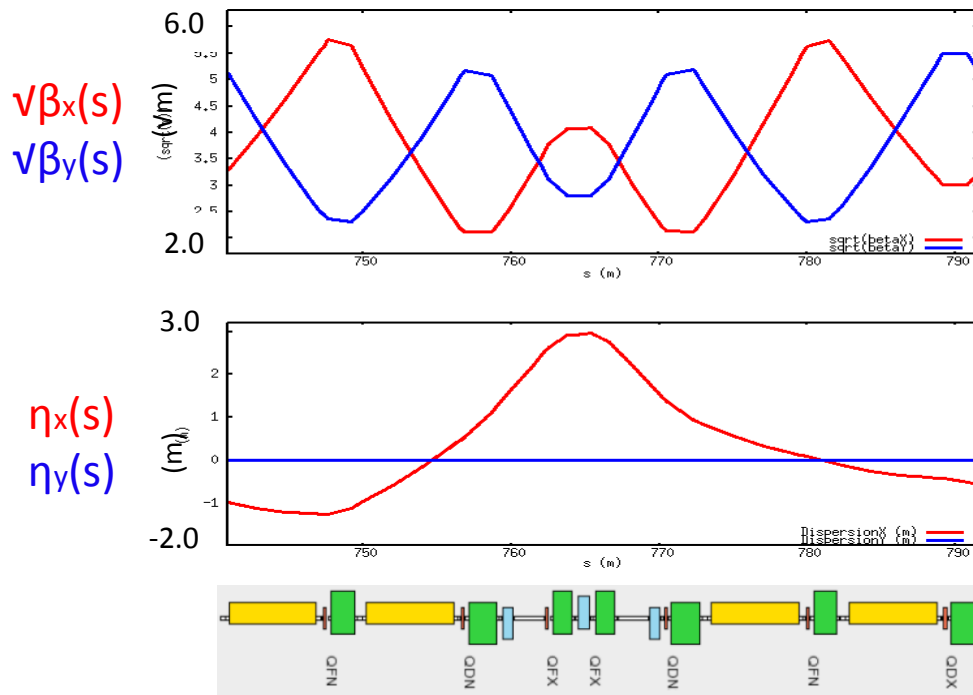 6.0
5.5
5
4.5
4
3.5
3
2.5
2.0
√βx(s)
√βy(s)
(√m)
sqrt(betaX)
sqrt(betaY)
750 760 770 780 790
s (m)
3.0
2
1
0
-1
-2.0
ηx(s)
ηy(s)
(m)
DispersionX (m)
DispersionY (m)
750 760 770 780 790
s (m)
QFN QDN QFX QFX QDN QFN QDX